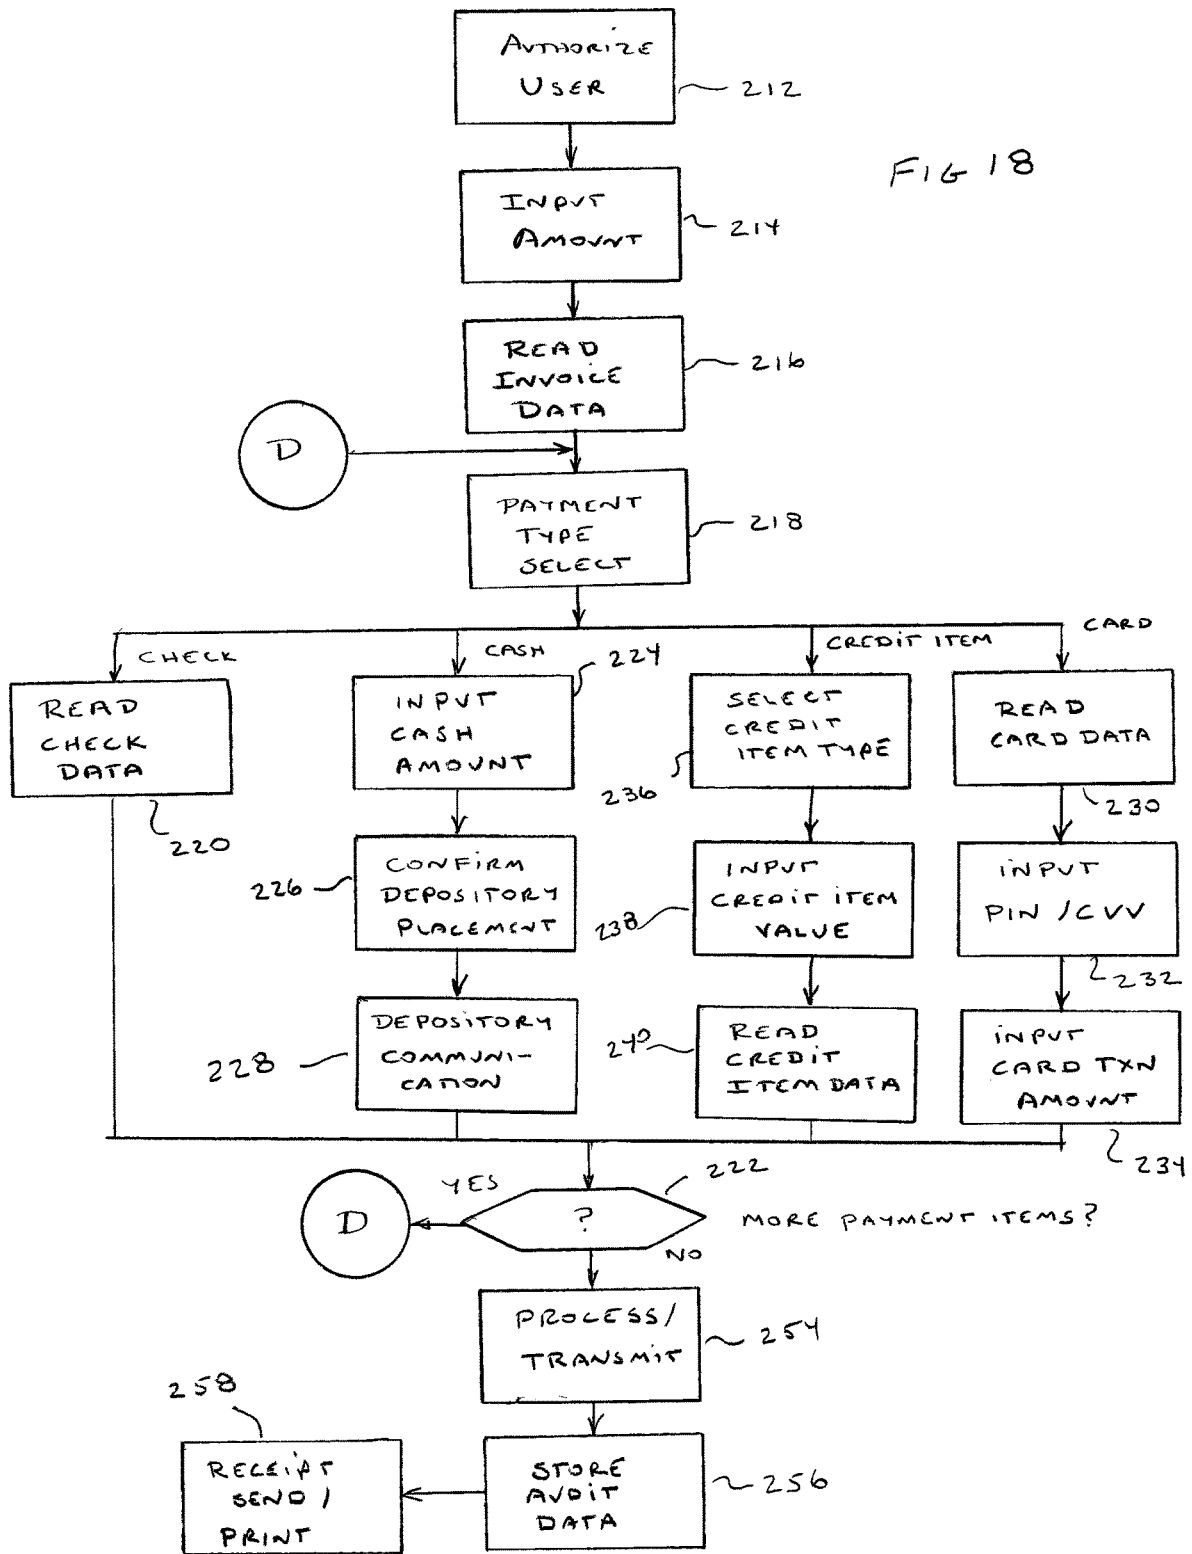 AUTHORIZE
USER
212
FIG 18
INPUT
AMOUNT
214
READ
INVOICE
DATA
216
D
PAYMENT
TYPE
SELECT
218
CHECK
CASH
CREDIT ITEM
CARD
READ
CHECK
DATA
220
INPUT
CASH
AMOUNT
224
SELECT
CREDIT
ITEM TYPE
236
READ
CARD DATA
230
CONFIRM
DEPOSITORY
PLACEMENT
226
INPUT
CREDIT ITEM
VALUE
238
INPUT
PIN / CVV
232
DEPOSITORY
COMMUNI-
CATION
228
READ
CREDIT
ITEM DATA
240
INPUT
CARD TXN
AMOUNT
234
222
YES
D
?
MORE PAYMENT ITEMS?
NO
PROCESS/
TRANSMIT
254
258
RECEIPT
SEND /
PRINT
STORE
AUDIT
DATA
256